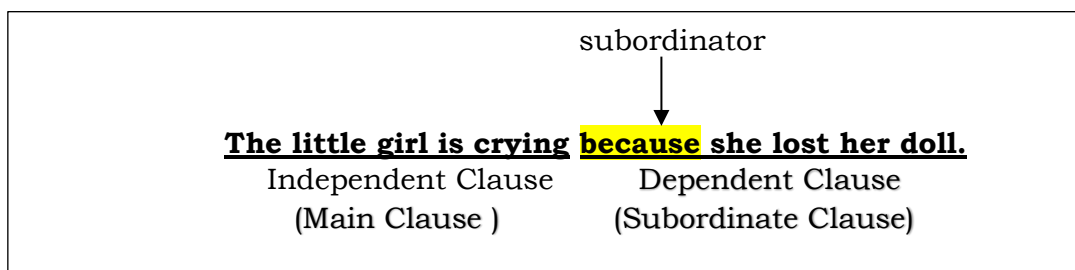 subordinator
The little girl is crying because she lost her doll.
Independent Clause Dependent Clause
(Main Clause ) (Subordinate Clause)